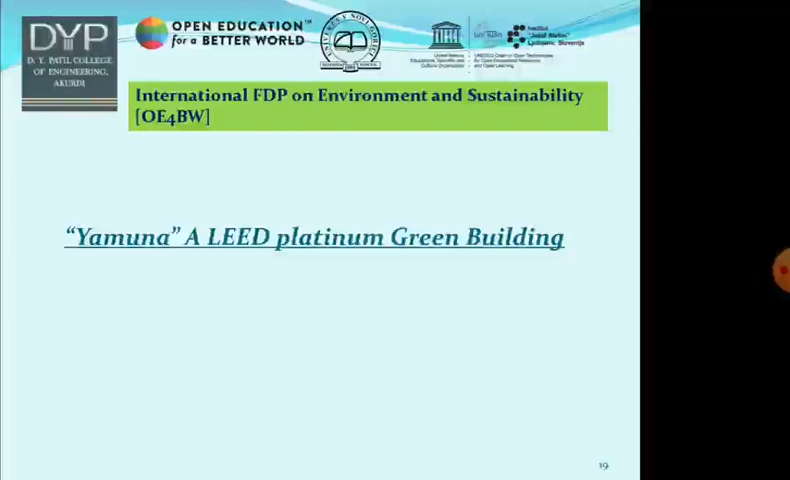 DYP
D. Y. PATIL COLLEGE
OF ENGINEERING,
AKURDI
OPEN EDUCATION™
for a BETTER WORLD
International FDP on Environment and Sustainability
[OE4BW]
“Yamuna” A LEED platinum Green Building
19